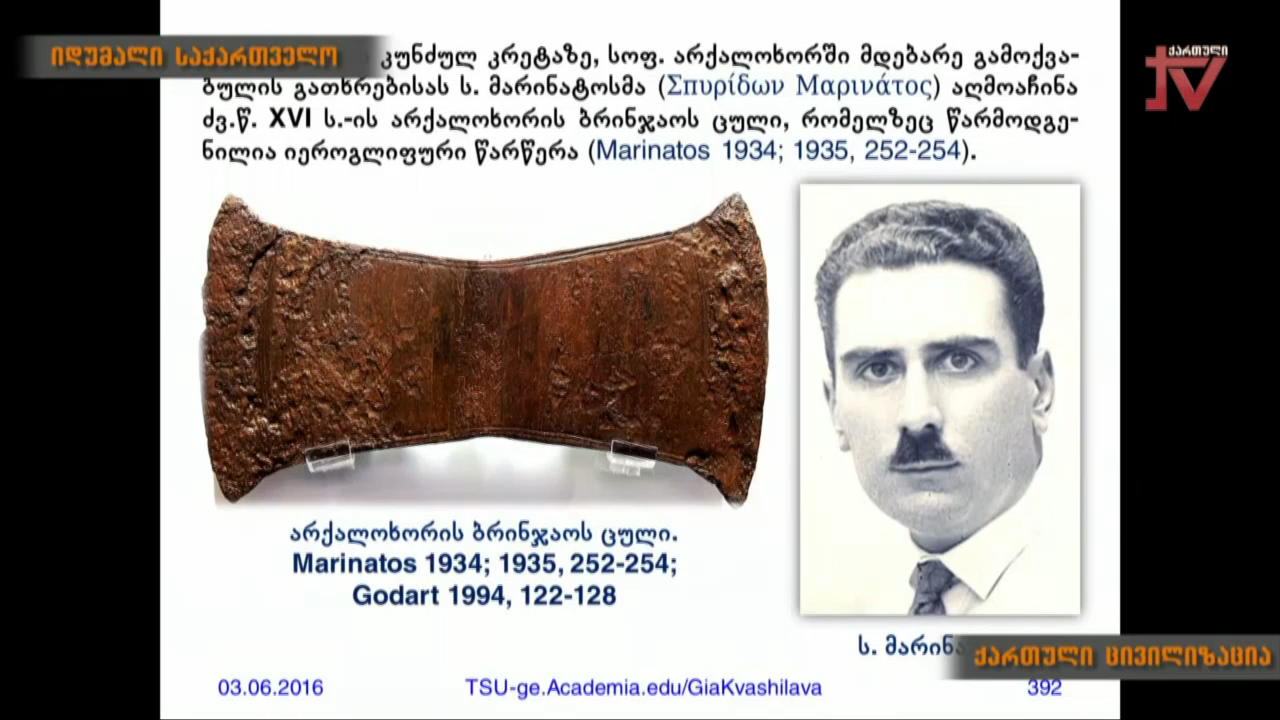 იდუმალი საქართველო
ქართული
TV
კუნძულ კრეტაზე, სოფ. არქალოხორში მდებარე გამოქვა-
ბულის გათხრებისას ს. მარინატოსმა (Σπυρίδων Μαρινάτος) აღმოაჩინა
ძვ.წ. XVI ს.-ის არქალოხორის ბრინჯაოს ცული, რომელზეც წარმოდგე-
ნილია იეროგლიფური წარწერა (Marinatos 1934; 1935, 252-254).
არქალოხორის ბრინჯაოს ცული.
Marinatos 1934; 1935, 252-254;
Godart 1994, 122-128
ს.
ქართული ცივილიზაცია
03.06.2016
TSU-ge.Academia.edu/GiaKvashilava
392